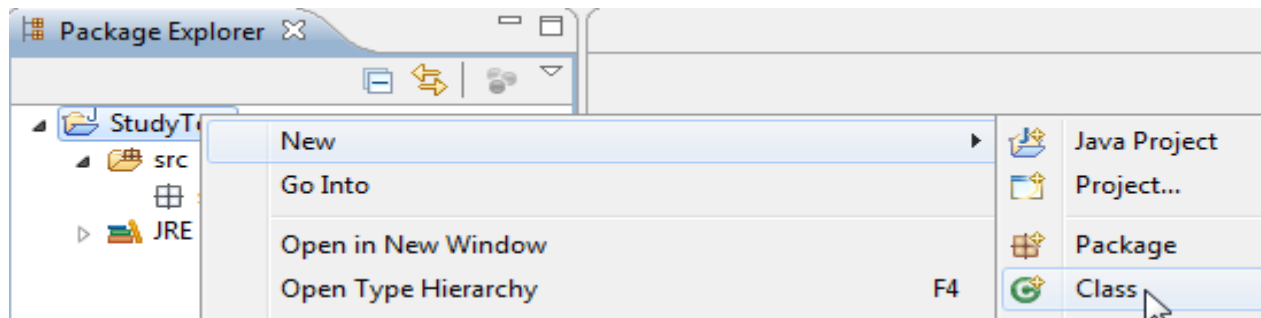 Package Explorer
StudyT
New
Java Project
src
Go Into
Project...
JRE
Open in New Window
Package
Open Type Hierarchy F4
Class